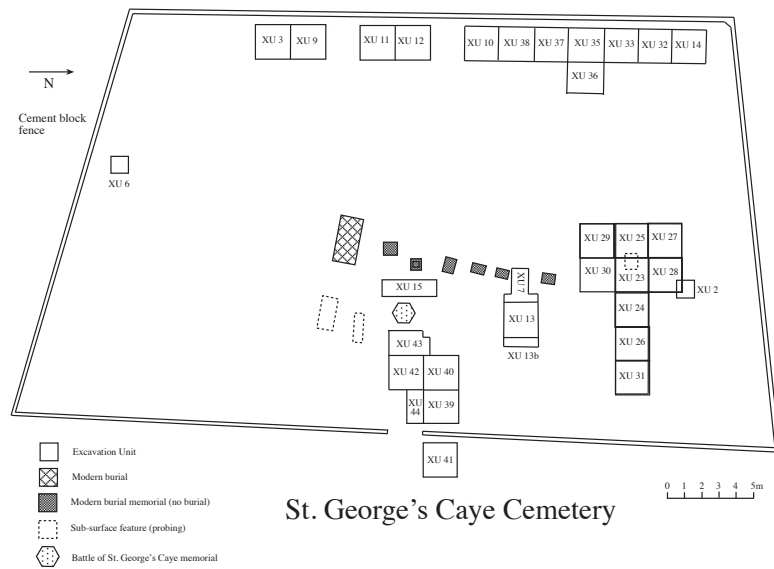 XU 3 XU 9 XU 11 XU 12 XU 10 XU 38 XU 37 XU 35 XU 33 XU 32 XU 14
XU 36
N
Cement block
fence
XU 6
XU 29 XU 25 XU 27
XU 30 XU 23 XU 28
XU 7
XU 15
XU 2
XU 24
XU 13
XU 43
XU 26
XU 13b
XU 42 XU 40
XU 31
XU 44 XU 39
XU 41
Excavation Unit
Modern burial
Modern burial memorial (no burial)
Sub-surface feature (probing)
Battle of St. George's Caye memorial
St. George's Caye Cemetery
0 1 2 3 4 5m